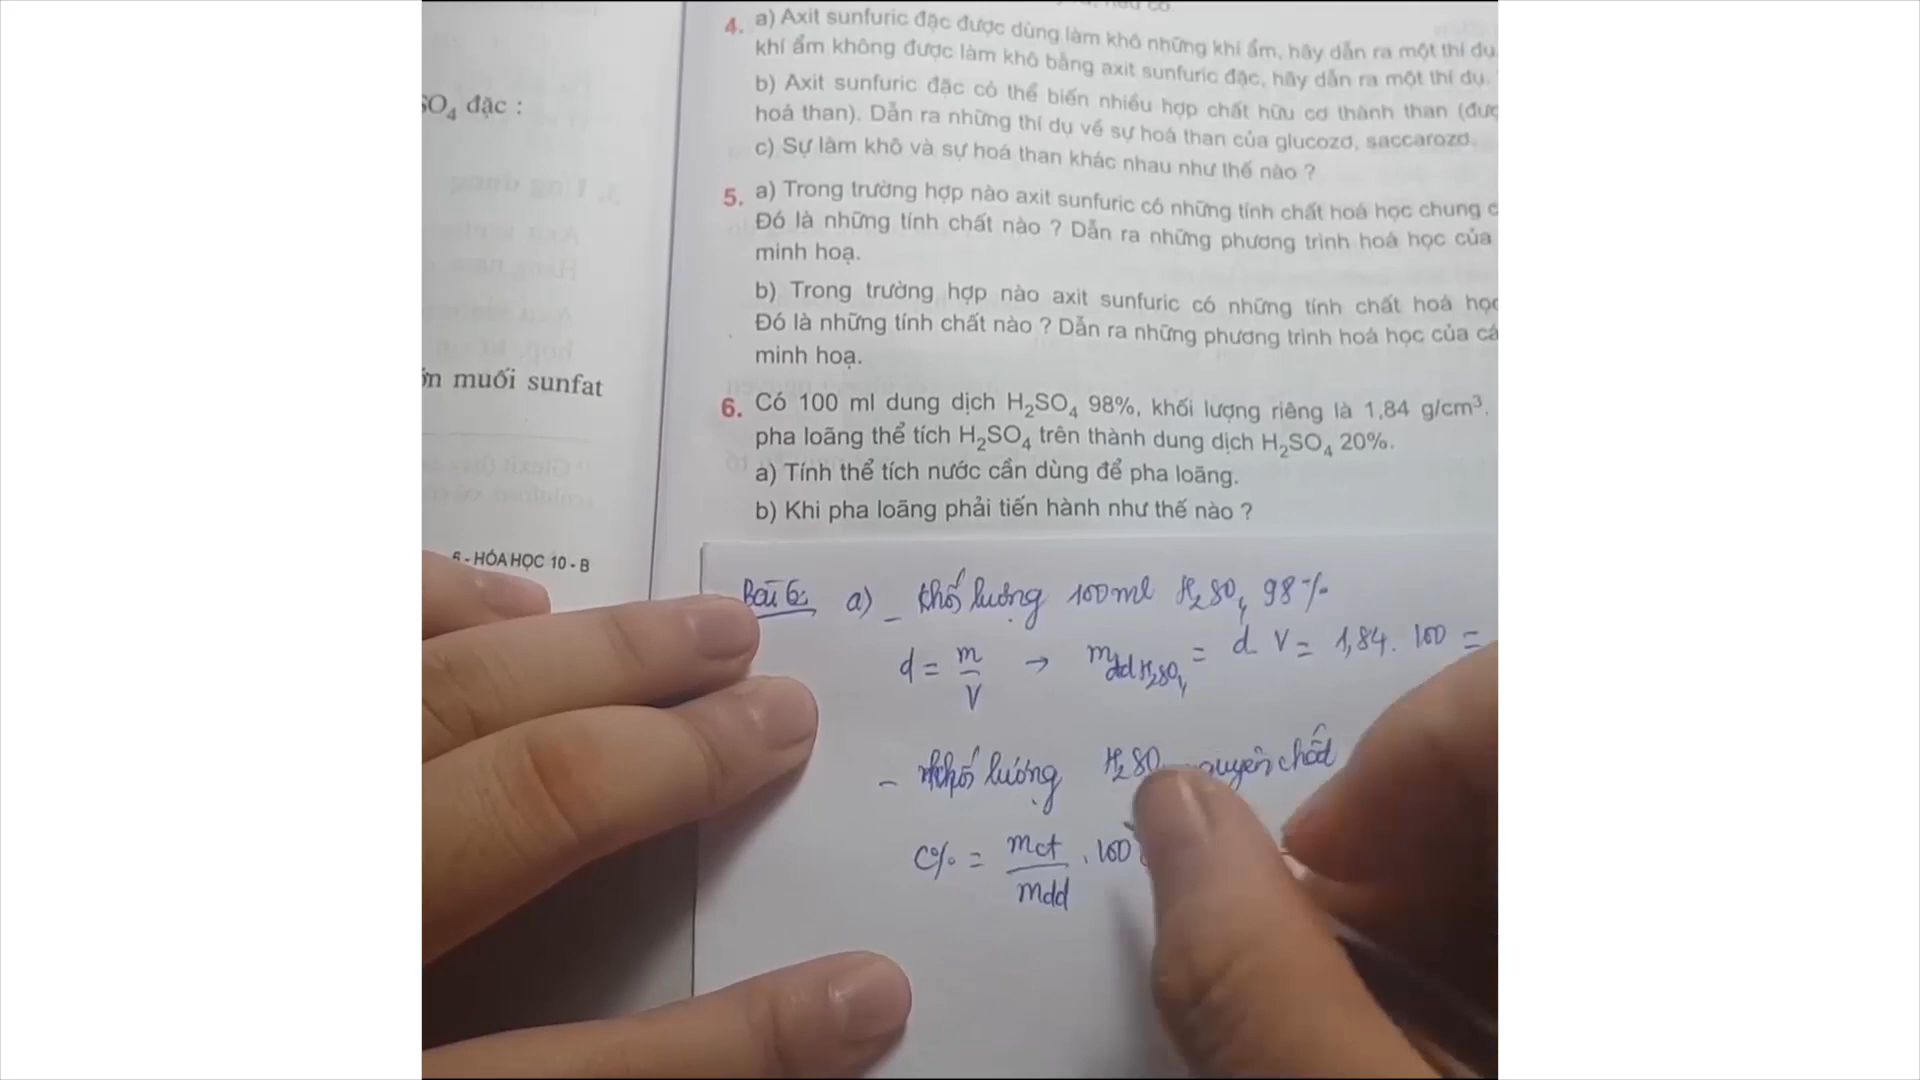 SO₄ đặc :
ớn muối sunfat
6 - HÓA HỌC 10 - B
4. a) Axit sunfuric đặc được dùng làm khô những khí ẩm, hãy dẫn ra một thí dụ
khí ẩm không được làm khô bằng axit sunfuric đặc, hãy dẫn ra một thí dụ.
b) Axit sunfuric đặc có thể biến nhiều hợp chất hữu cơ thành than (đượ
hoá than). Dẫn ra những thí dụ về sự hoá than của glucozơ, saccarozơ.
c) Sự làm khô và sự hoá than khác nhau như thế nào ?
5. a) Trong trường hợp nào axit sunfuric có những tính chất hoá học chung c
Đó là những tính chất nào ? Dẫn ra những phương trình hoá học của
minh hoạ.
b) Trong trường hợp nào axit sunfuric có những tính chất hoá học
Đó là những tính chất nào ? Dẫn ra những phương trình hoá học của cá
minh hoạ.
6. Có 100 ml dung dịch H₂SO₄ 98%, khối lượng riêng là 1,84 g/cm³.
pha loãng thể tích H₂SO₄ trên thành dung dịch H₂SO₄ 20%.
a) Tính thể tích nước cần dùng để pha loãng.
b) Khi pha loãng phải tiến hành như thế nào ?
Bài 6: a) - khối lượng 100ml H₂SO₄ 98%
d = m/V → mddH₂SO₄ = d.V = 1,84.100 =
- khối lượng H₂SO nguyên chất
C% = mct/mdd . 100